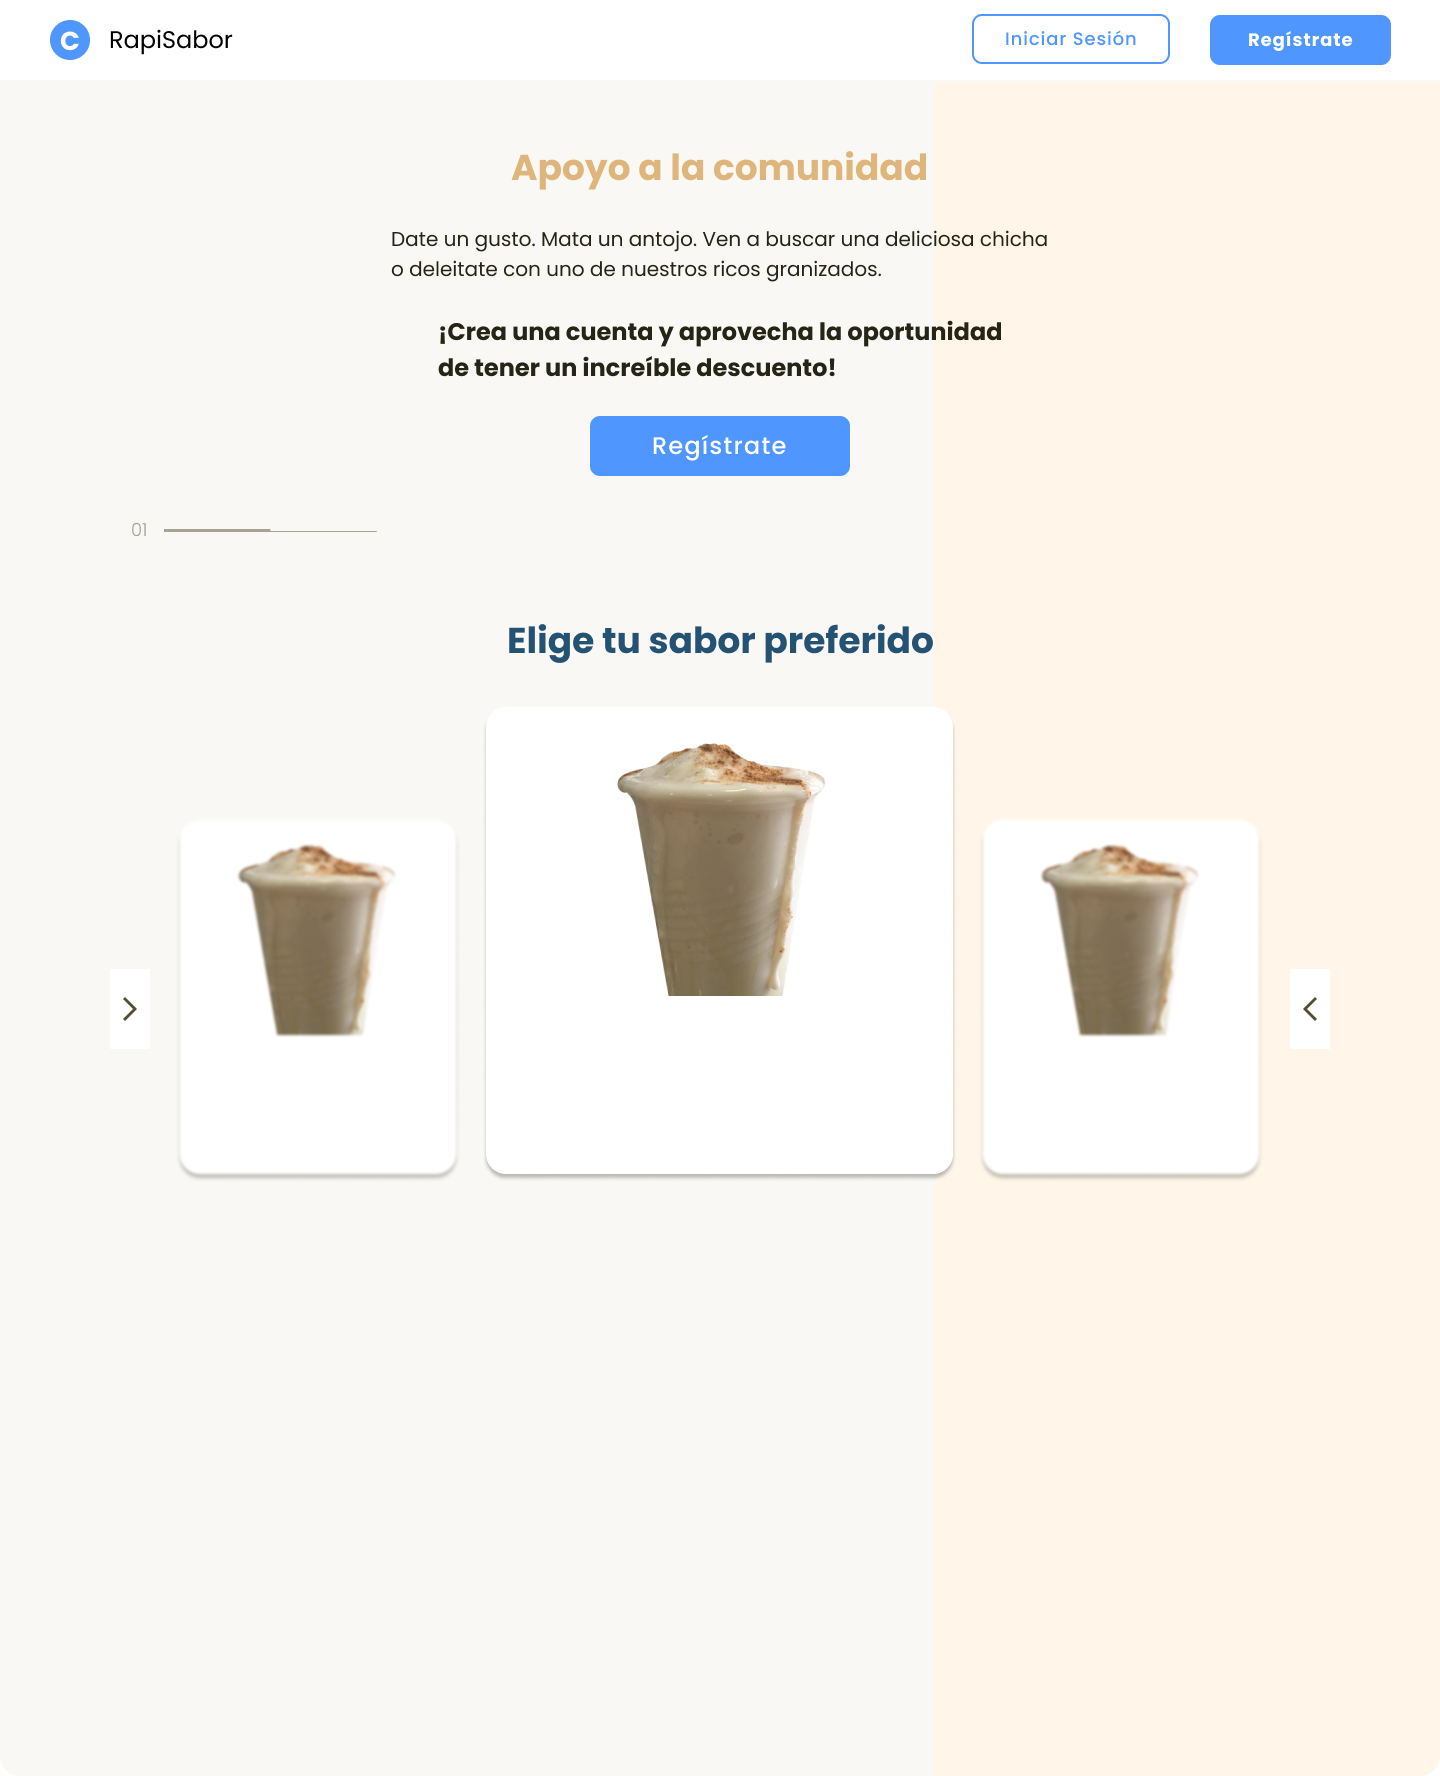 C RapiSabor
Iniciar Sesión
Regístrate
Apoyo a la comunidad
Date un gusto. Mata un antojo. Ven a buscar una deliciosa chicha
o deleitate con uno de nuestros ricos granizados.
¡Crea una cuenta y aprovecha la oportunidad
de tener un increíble descuento!
Regístrate
01
Elige tu sabor preferido